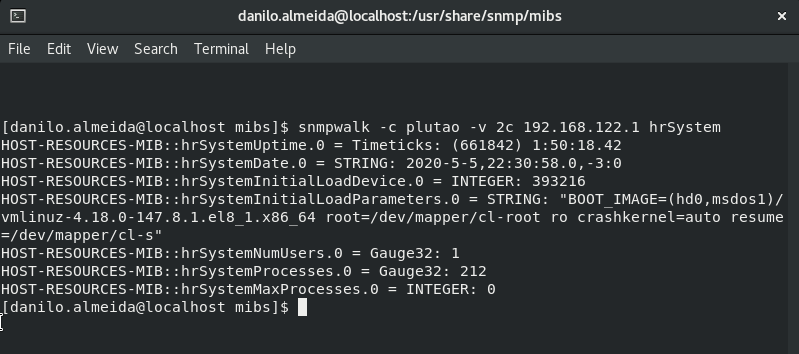 danilo.almeida@localhost:/usr/share/snmp/mibs
File Edit View Search Terminal Help
[danilo.almeida@localhost mibs]$ snmpwalk -c plutao -v 2c 192.168.122.1 hrSystem
HOST-RESOURCES-MIB::hrSystemUptime.0 = Timeticks: (661842) 1:50:18.42
HOST-RESOURCES-MIB::hrSystemDate.0 = STRING: 2020-5-5,22:30:58.0,-3:0
HOST-RESOURCES-MIB::hrSystemInitialLoadDevice.0 = INTEGER: 393216
HOST-RESOURCES-MIB::hrSystemInitialLoadParameters.0 = STRING: "BOOT_IMAGE=(hd0,msdos1)/
vmlinuz-4.18.0-147.8.1.el8_1.x86_64 root=/dev/mapper/cl-root ro crashkernel=auto resume
=/dev/mapper/cl-s"
HOST-RESOURCES-MIB::hrSystemNumUsers.0 = Gauge32: 1
HOST-RESOURCES-MIB::hrSystemProcesses.0 = Gauge32: 212
HOST-RESOURCES-MIB::hrSystemMaxProcesses.0 = INTEGER: 0
[danilo.almeida@localhost mibs]$